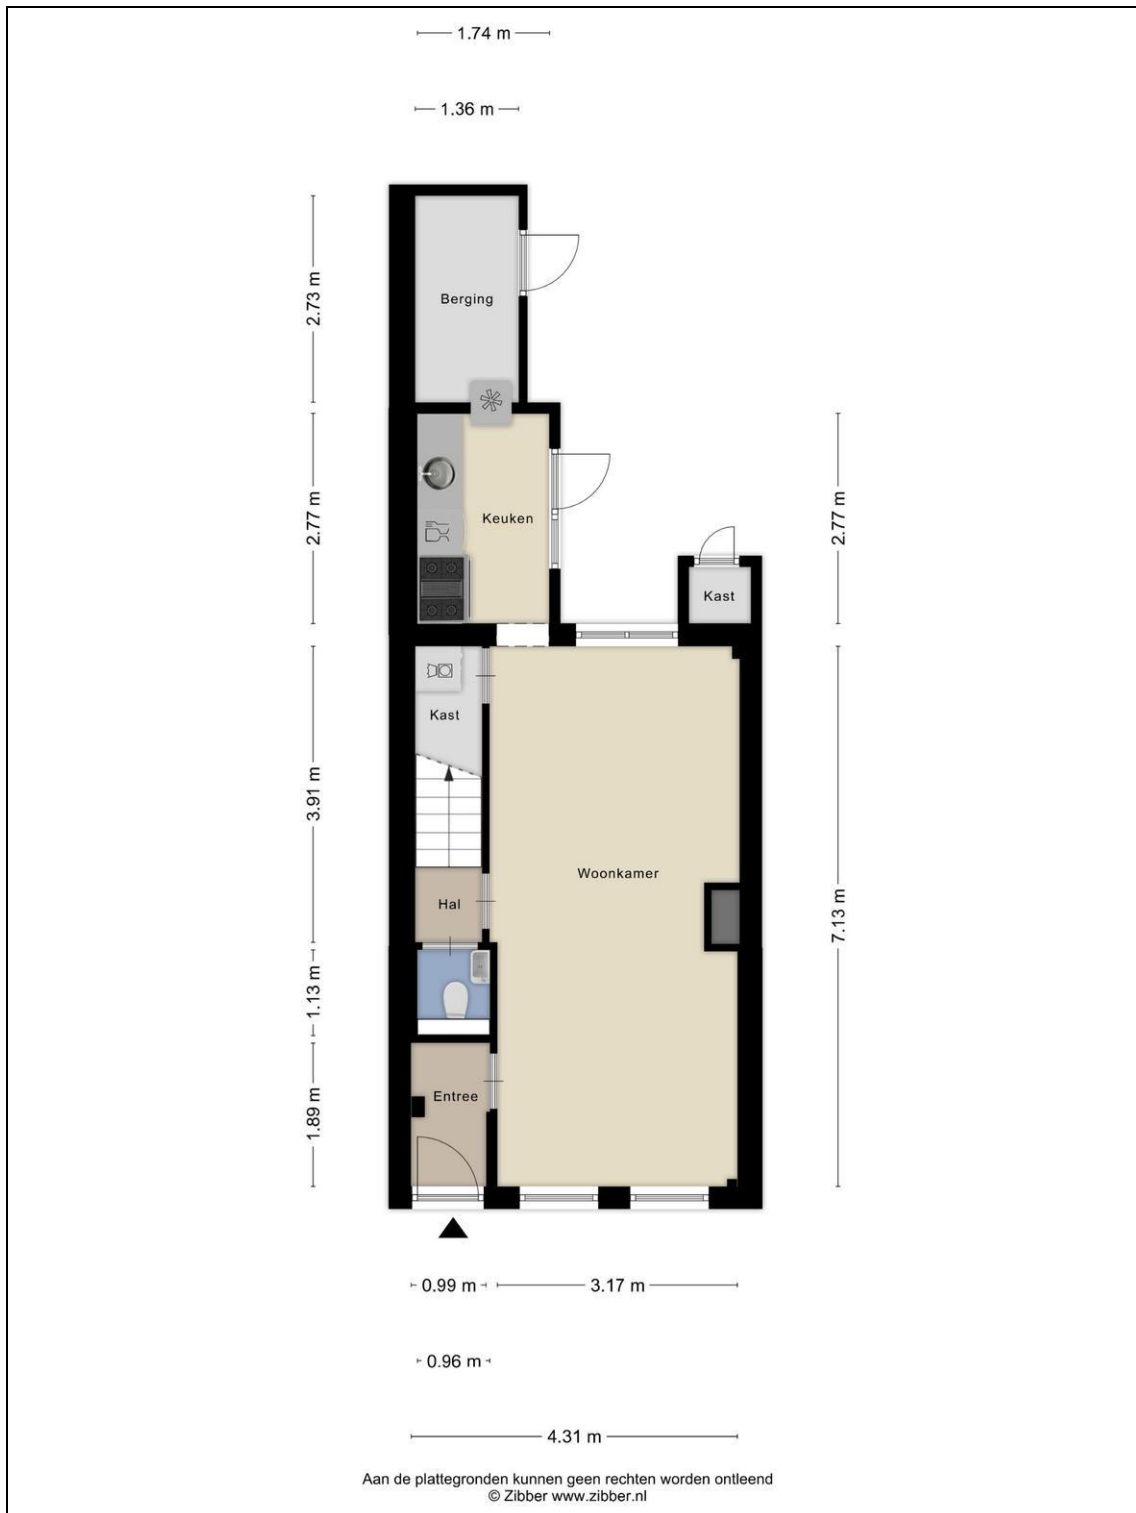 1.74 m
1.36 m
2.73 m
Berging
2.77 m
Keuken
2.77 m
Kast
Kast
3.91 m
Woonkamer
7.13 m
Hal
1.13 m
Entree
1.89 m
0.99 m
3.17 m
0.96 m
4.31 m
Aan de plattegronden kunnen geen rechten worden ontleend
© Zibber www.zibber.nl